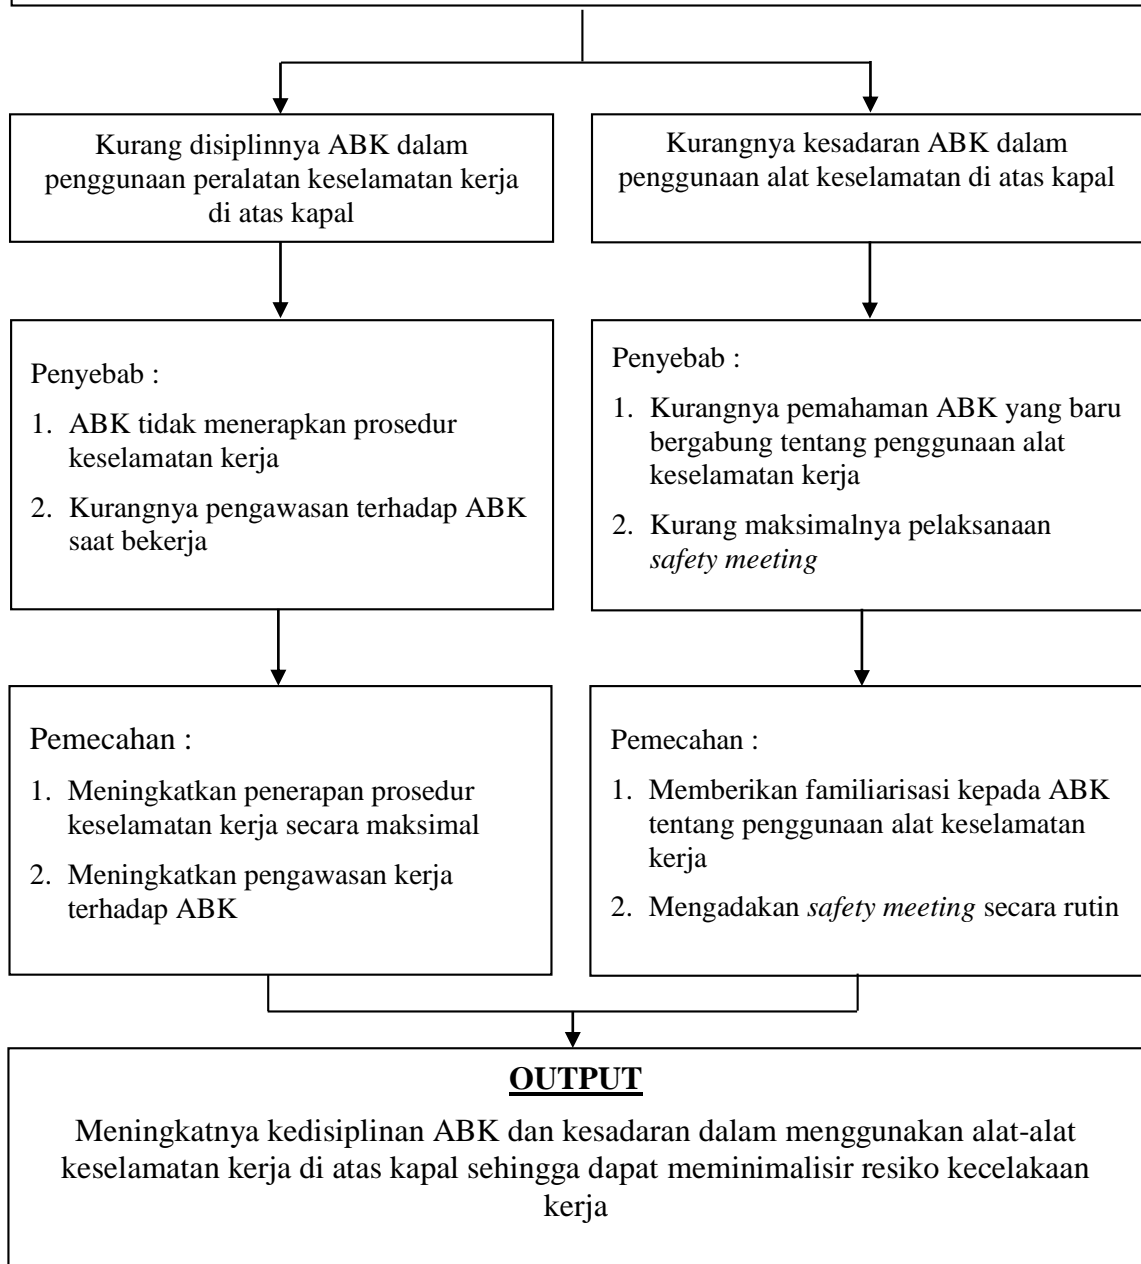 Kurang disiplinnya ABK dalam
penggunaan peralatan keselamatan kerja
di atas kapal
Kurangnya kesadaran ABK dalam
penggunaan alat keselamatan di atas kapal
Penyebab :
1. ABK tidak menerapkan prosedur
keselamatan kerja
2. Kurangnya pengawasan terhadap ABK
saat bekerja
Penyebab :
1. Kurangnya pemahaman ABK yang baru
bergabung tentang penggunaan alat
keselamatan kerja
2. Kurang maksimalnya pelaksanaan
safety meeting
Pemecahan :
1. Meningkatkan penerapan prosedur
keselamatan kerja secara maksimal
2. Meningkatkan pengawasan kerja
terhadap ABK
Pemecahan :
1. Memberikan familiarisasi kepada ABK
tentang penggunaan alat keselamatan
kerja
2. Mengadakan safety meeting secara rutin
OUTPUT
Meningkatnya kedisiplinan ABK dan kesadaran dalam menggunakan alat-alat
keselamatan kerja di atas kapal sehingga dapat meminimalisir resiko kecelakaan
kerja